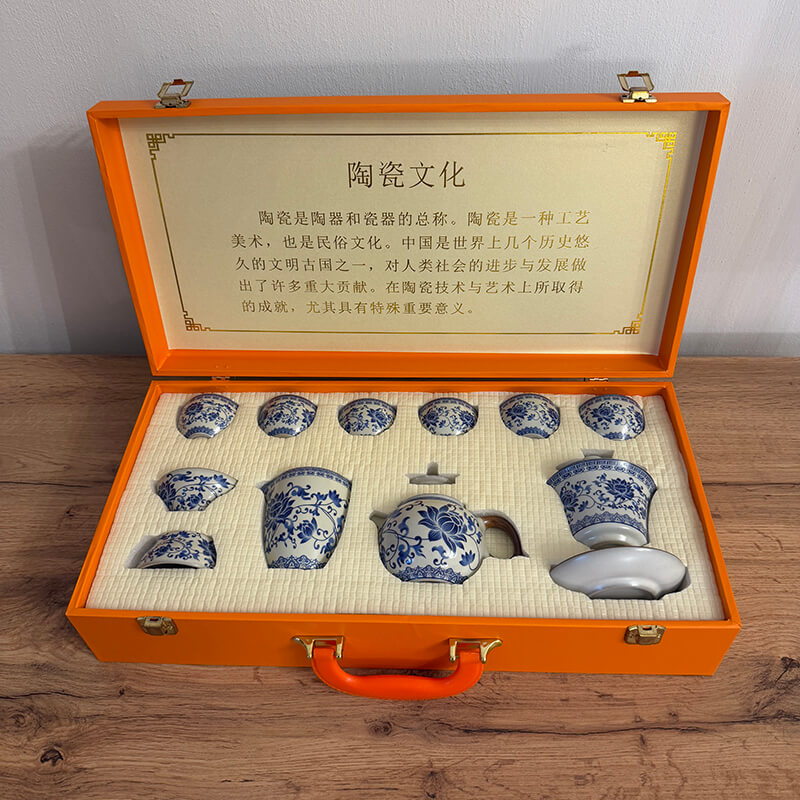 陶瓷文化
陶瓷是陶器和瓷器的总称。陶瓷是一种工艺
美术，也是民俗文化。中国是世界上几个历史悠
久的文明古国之一，对人类社会的进步与发展做
出了许多重大贡献。在陶瓷技术与艺术上所取得
的成就，尤其具有特殊重要意义。